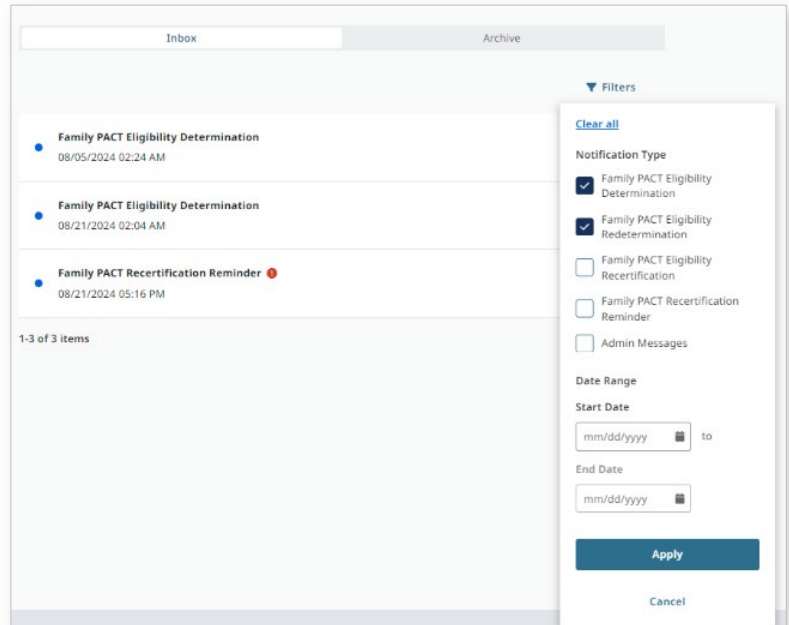 Inbox
Archive
Filters
Family PACT Eligibility Determination
08/05/2024 02:24 AM
Family PACT Eligibility Determination
08/21/2024 02:04 AM
Family PACT Recertification Reminder
08/21/2024 05:16 PM
1-3 of 3 items
Clear all
Notification Type
Family PACT Eligibility
Determination
Family PACT Eligibility
Redetermination
Family PACT Eligibility
Recertification
Family PACT Recertification
Reminder
Admin Messages
Date Range
Start Date
mm/dd/yyyy to
End Date
mm/dd/yyyy
Apply
Cancel